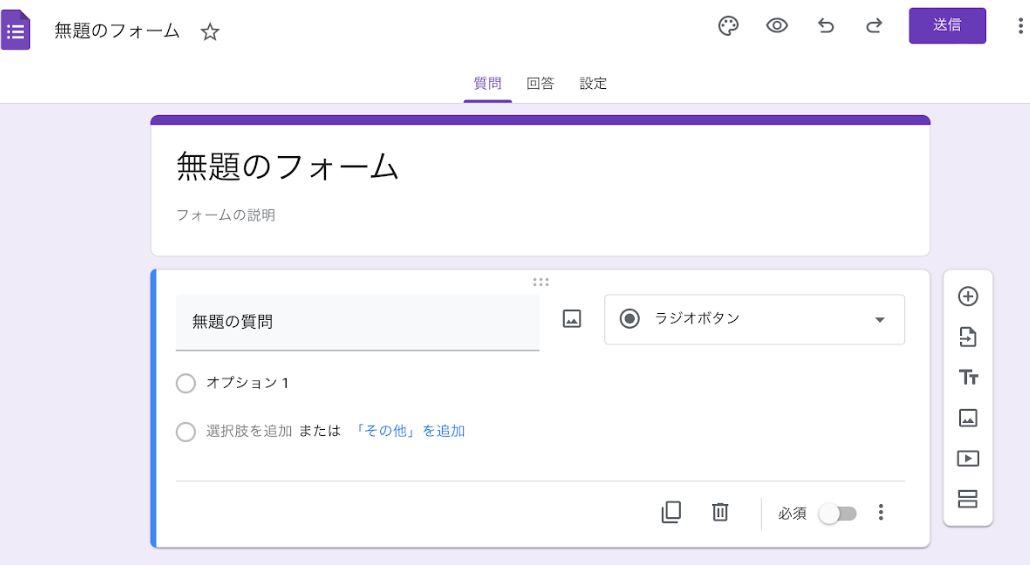 無題のフォーム
送信
質問 回答 設定
無題のフォーム
フォームの説明
無題の質問
ラジオボタン
オプション 1
選択肢を追加 または 「その他」を追加
Tт
必須